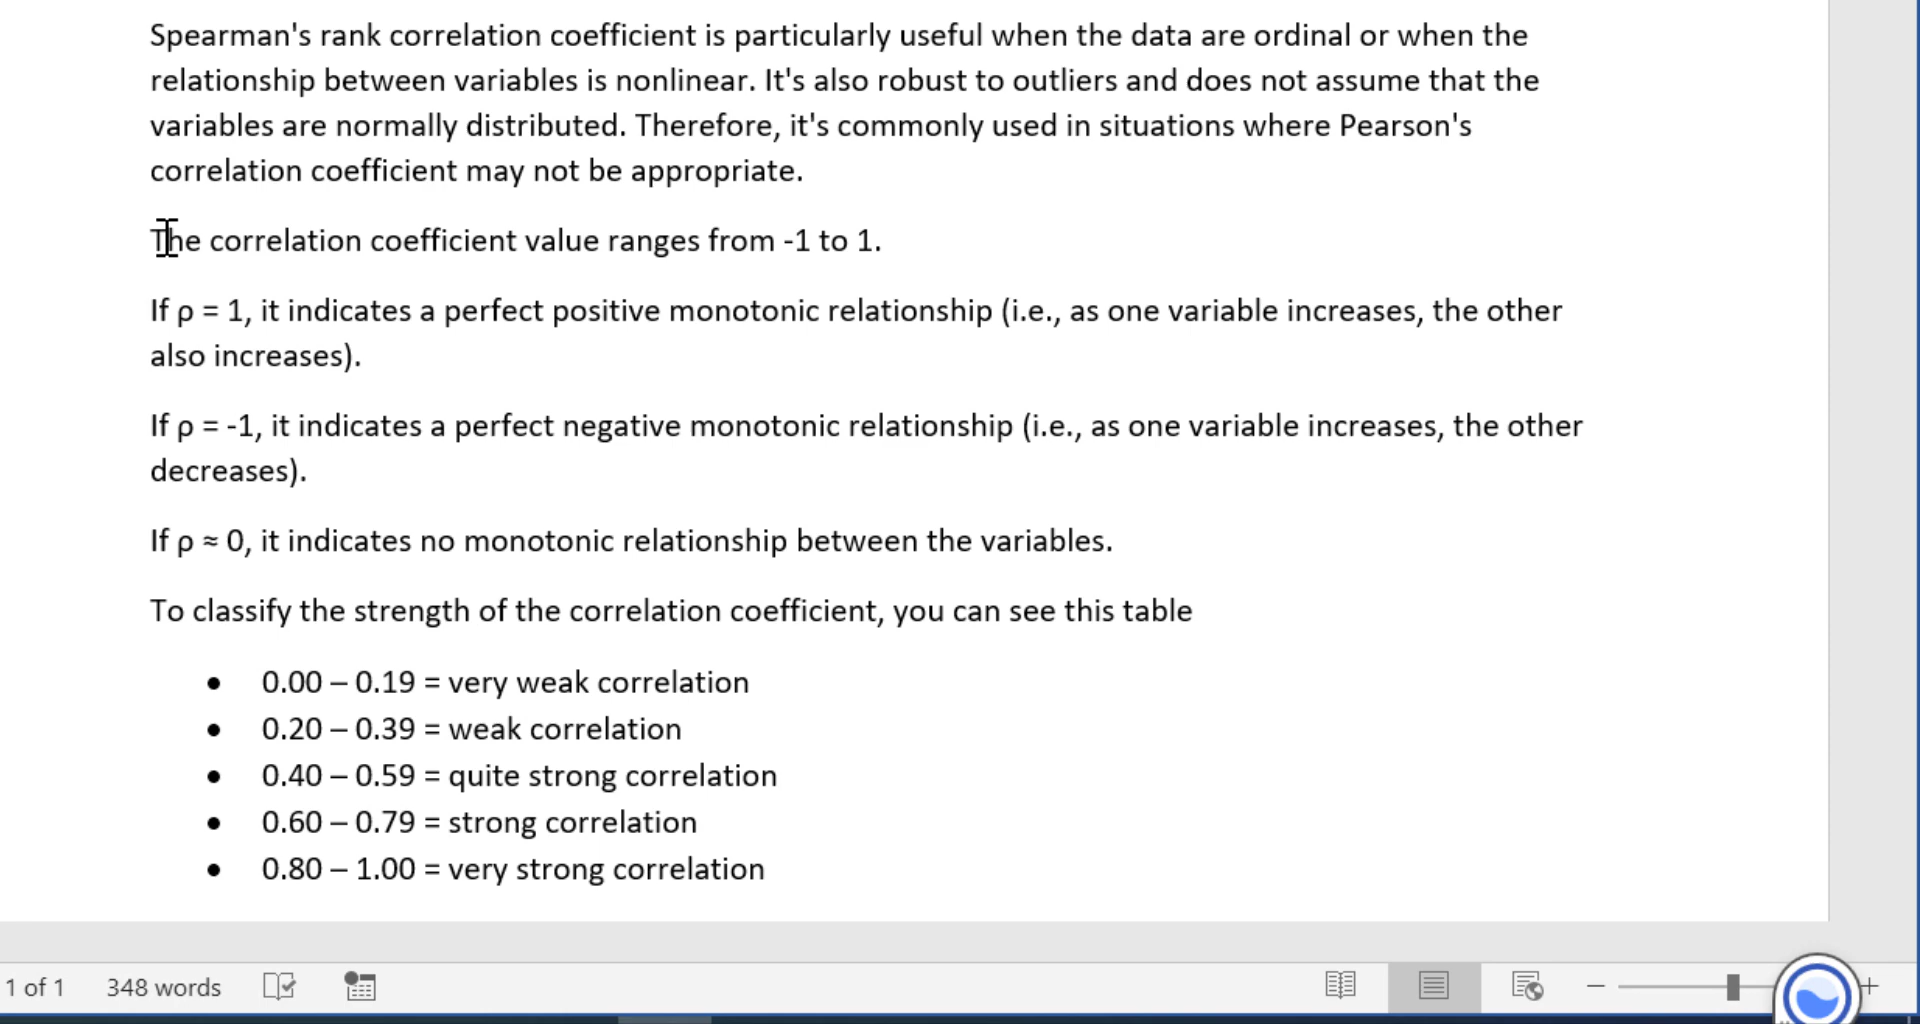 Spearman's rank correlation coefficient is particularly useful when the data are ordinal or when the
relationship between variables is nonlinear. It's also robust to outliers and does not assume that the
variables are normally distributed. Therefore, it's commonly used in situations where Pearson's
correlation coefficient may not be appropriate.
The correlation coefficient value ranges from -1 to 1.
If ρ = 1, it indicates a perfect positive monotonic relationship (i.e., as one variable increases, the other
also increases).
If ρ = -1, it indicates a perfect negative monotonic relationship (i.e., as one variable increases, the other
decreases).
If ρ ≈ 0, it indicates no monotonic relationship between the variables.
To classify the strength of the correlation coefficient, you can see this table
• 0.00 – 0.19 = very weak correlation
• 0.20 – 0.39 = weak correlation
• 0.40 – 0.59 = quite strong correlation
• 0.60 – 0.79 = strong correlation
• 0.80 – 1.00 = very strong correlation
1 of 1 348 words